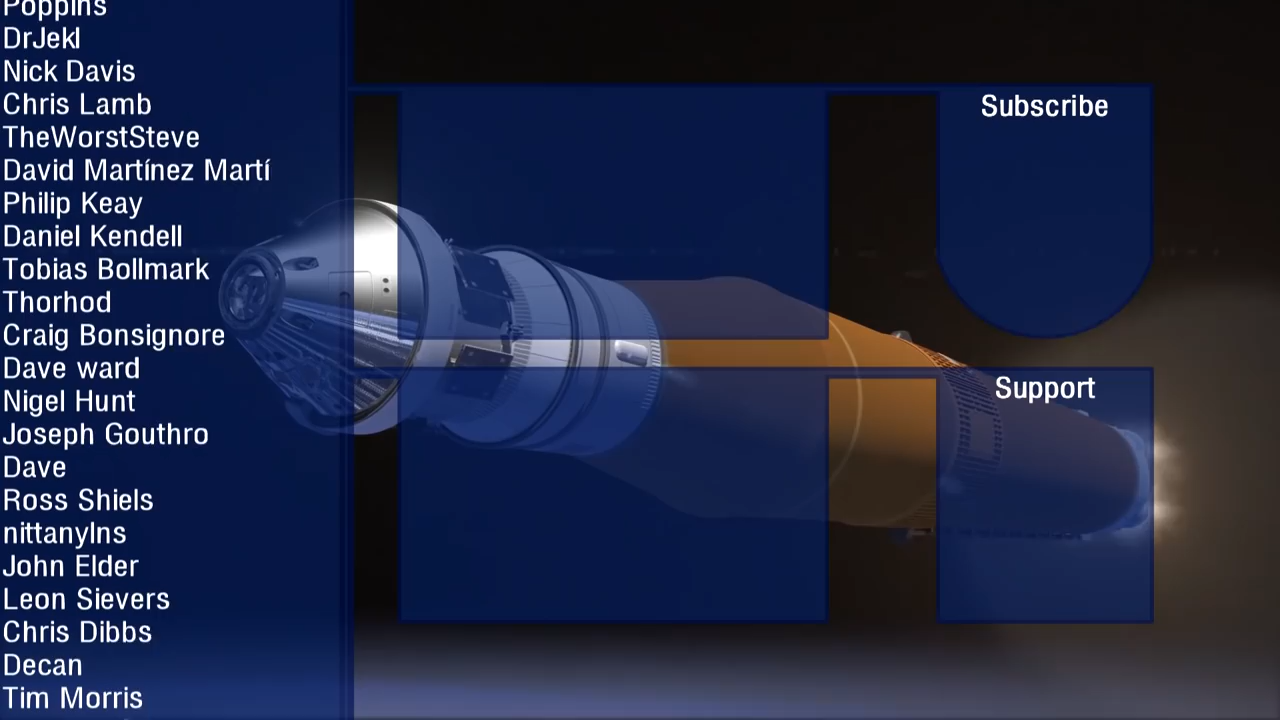 Poppins
DrJekl
Nick Davis
Chris Lamb
TheWorstSteve
David Martínez Martí
Philip Keay
Daniel Kendell
Tobias Bollmark
Thorhod
Craig Bonsignore
Dave ward
Nigel Hunt
Joseph Gouthro
Dave
Ross Shiels
nittanylns
John Elder
Leon Sievers
Chris Dibbs
Decan
Tim Morris
Subscribe
Support